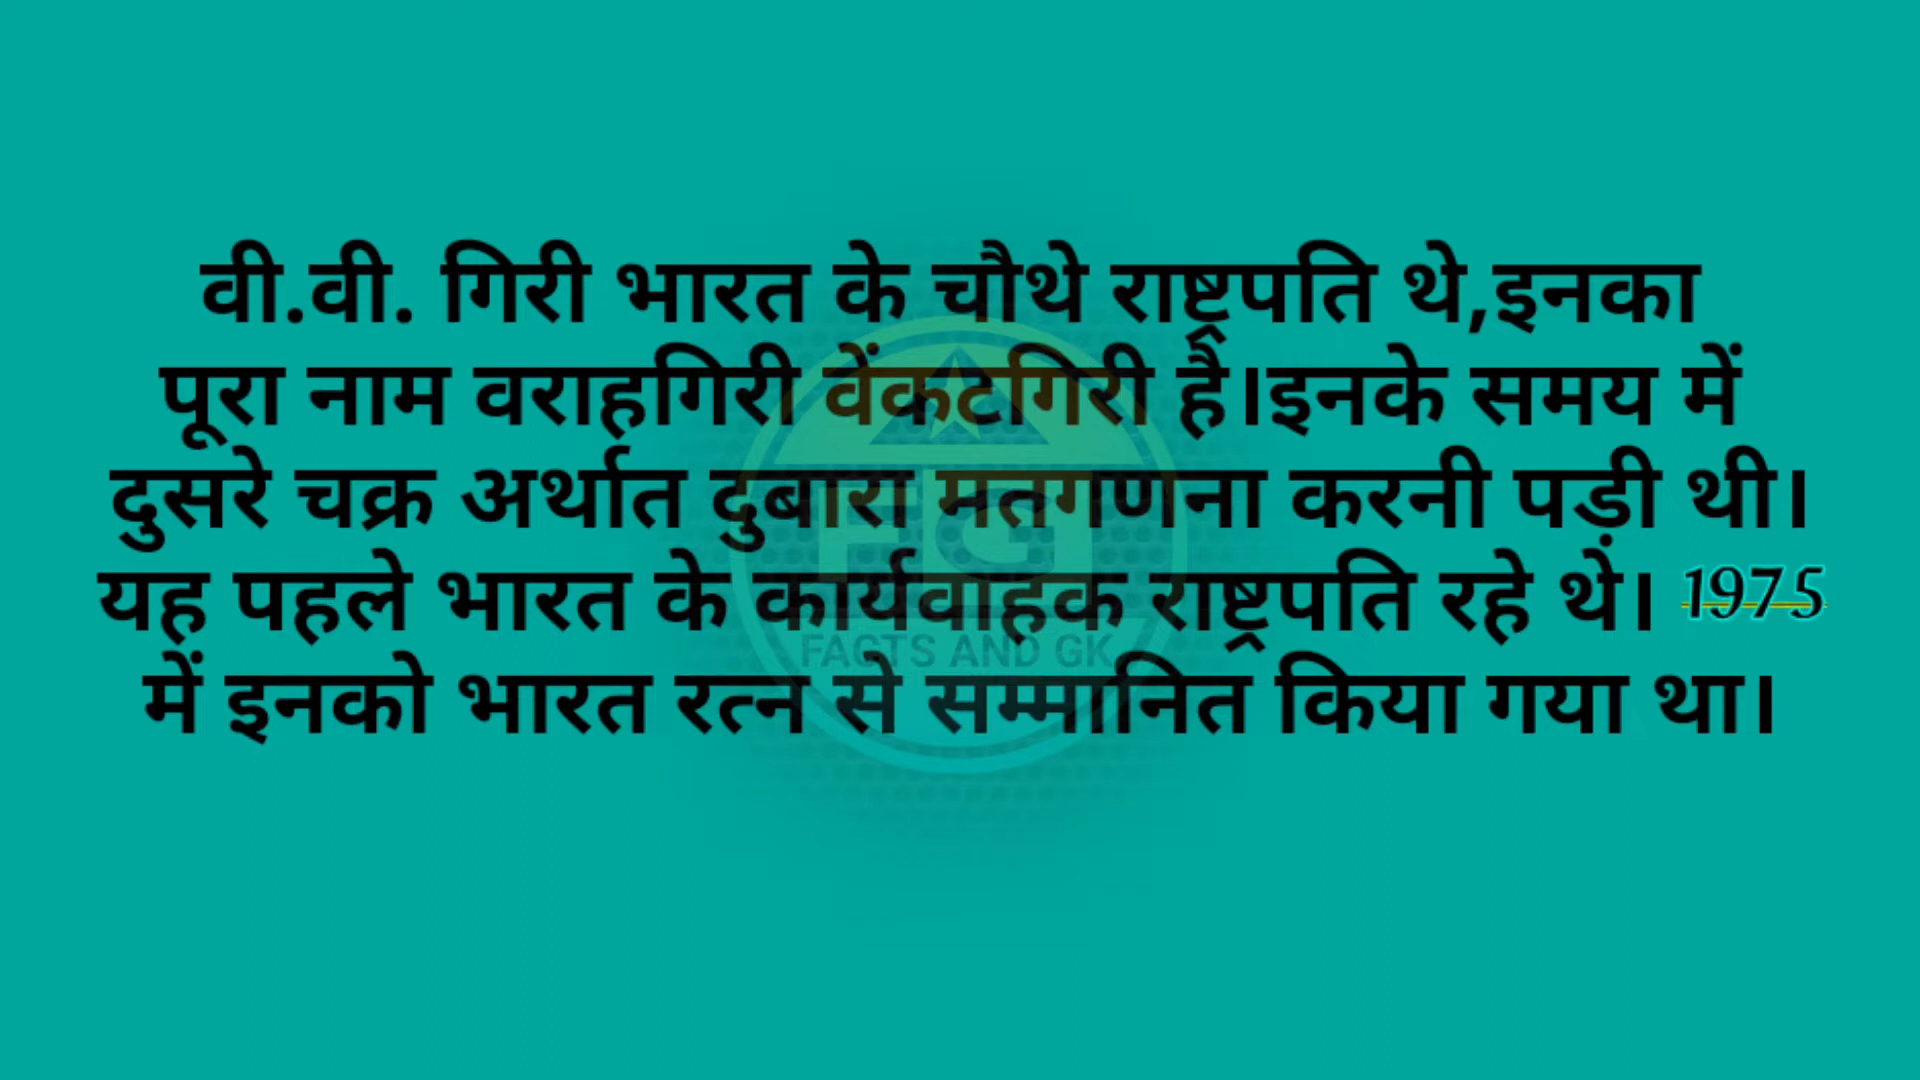 वी.वी. गिरी भारत के चौथे राष्ट्रपति थे,इनका
पूरा नाम वराहगिरी वेंकटगिरी है।इनके समय में
दुसरे चक्र अर्थात दुबारा मतगणना करनी पड़ी थी।
यह पहले भारत के कार्यवाहक राष्ट्रपति रहे थे। 1975
में इनको भारत रत्न से सम्मानित किया गया था।
FG
FACTS AND GK